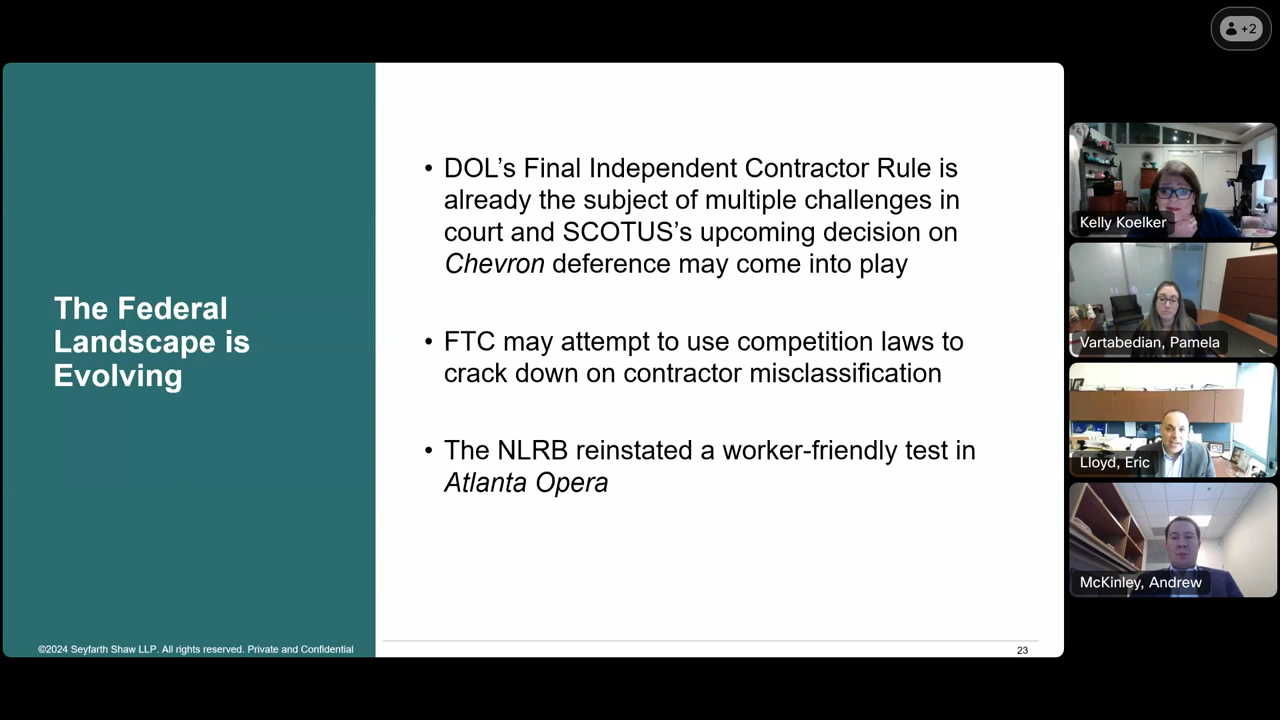 +2
The Federal
Landscape is
Evolving
• DOL’s Final Independent Contractor Rule is
already the subject of multiple challenges in
court and SCOTUS’s upcoming decision on
Chevron deference may come into play
• FTC may attempt to use competition laws to
crack down on contractor misclassification
• The NLRB reinstated a worker-friendly test in
Atlanta Opera
©2024 Seyfarth Shaw LLP. All rights reserved. Private and Confidential
23
Kelly Koelker
Vartabedian, Pamela
Lloyd, Eric
McKinley, Andrew